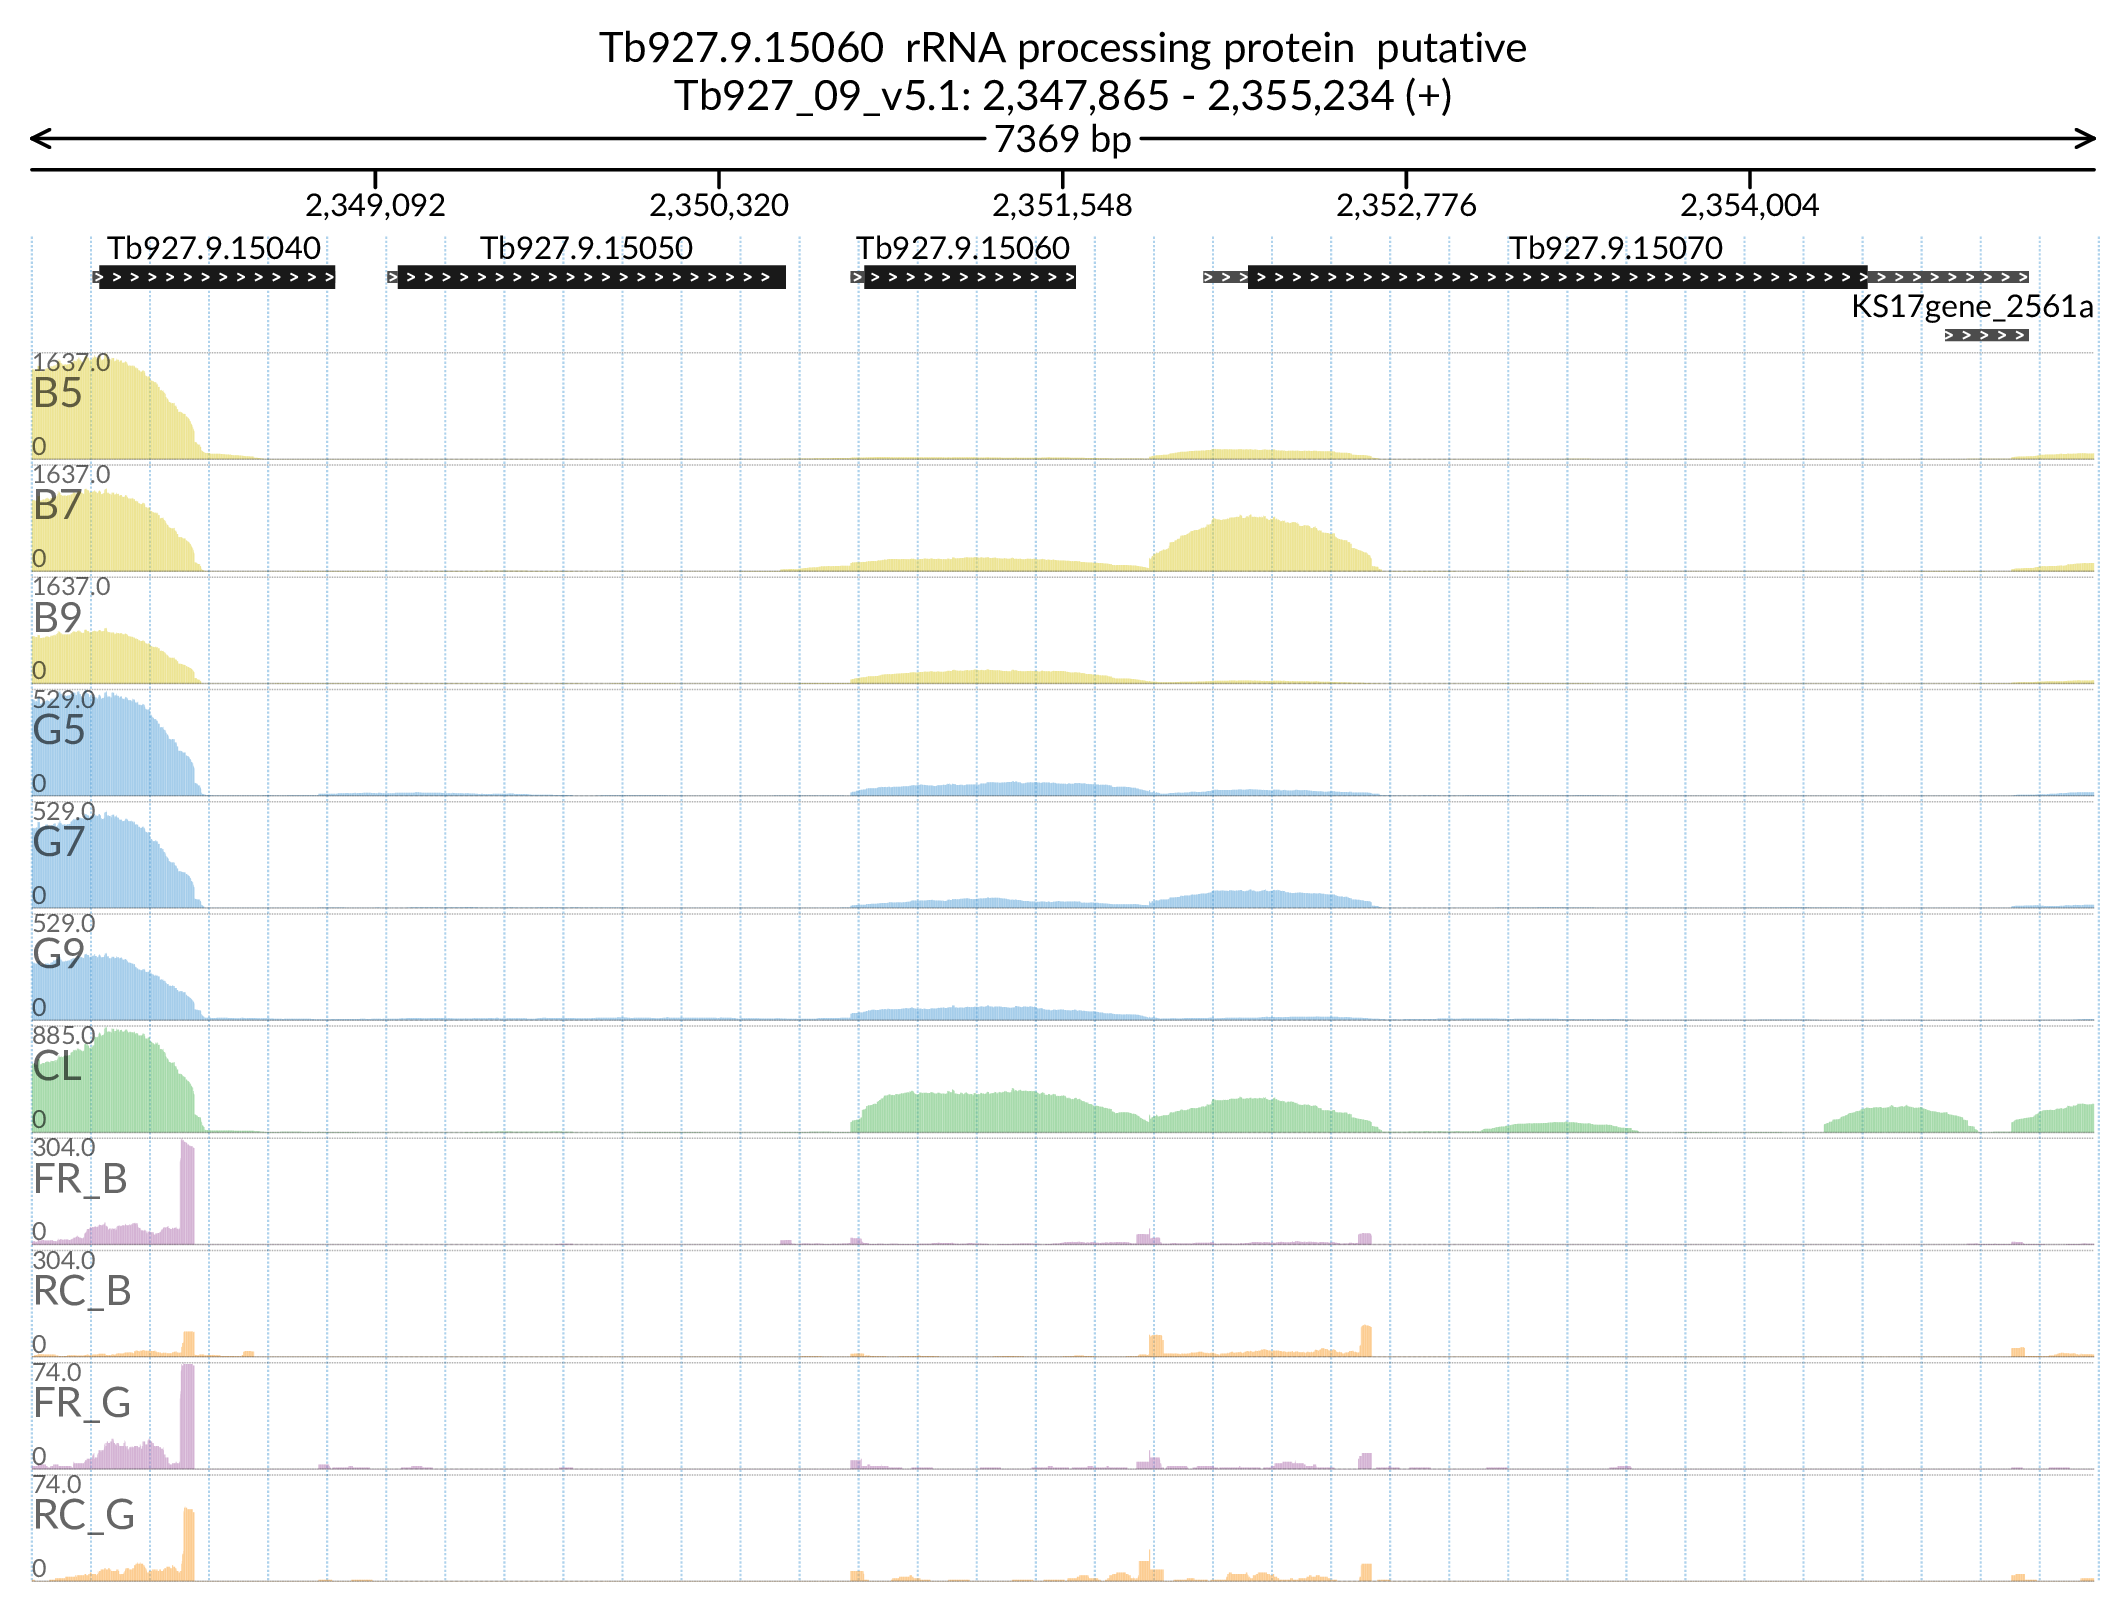 Tb927.9.15060  rRNA processing protein  putative
Tb927_09_v5.1: 2,347,865 - 2,355,234 (+)
7369 bp
2,349,092 2,350,320 2,351,548 2,352,776 2,354,004
Tb927.9.15040 Tb927.9.15050 Tb927.9.15060 Tb927.9.15070
KS17gene_2561a
1637.0
B5
0
1637.0
B7
0
1637.0
B9
0
529.0
G5
0
529.0
G7
0
529.0
G9
0
885.0
CL
0
304.0
FR_B
0
304.0
RC_B
0
74.0
FR_G
0
74.0
RC_G
0